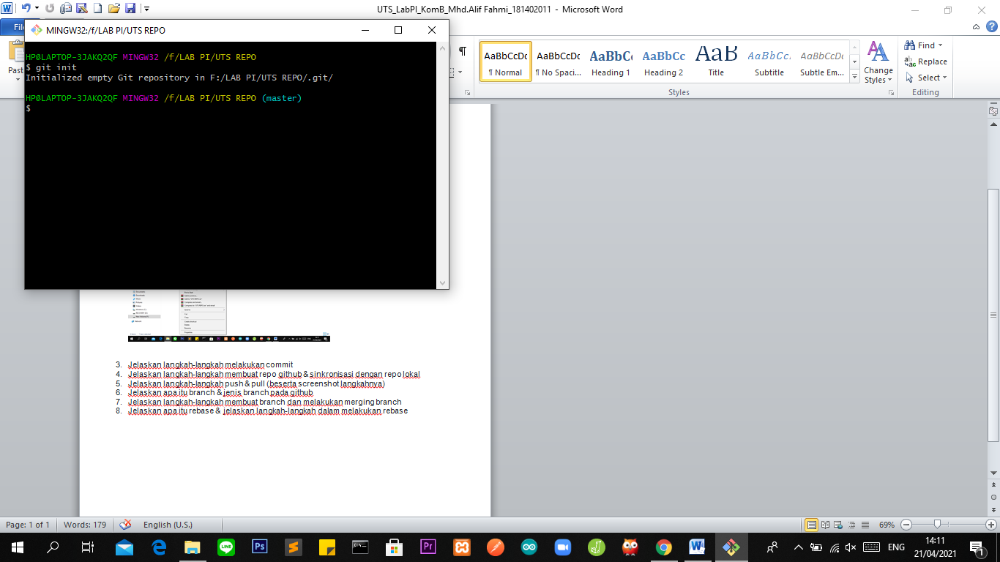 UTS_LabPI_KomB_Mhd.Alif Fahmi_181402011 - Microsoft Word
MINGW32:/f/LAB PI/UTS REPO
HP@LAPTOP-3JAKQ2QF MINGW32 /f/LAB PI/UTS REPO
$ git init
Initialized empty Git repository in F:/LAB PI/UTS REPO/.git/
HP@LAPTOP-3JAKQ2QF MINGW32 /f/LAB PI/UTS REPO (master)
$
AaBbCcDc AaBbCcDc AaBbC AaBbCc AaB AaBbCc. AaBbCcDc
¶ Normal ¶ No Spaci... Heading 1 Heading 2 Title Subtitle Subtle Em...
Change Styles
Styles
Find
Replace
Select
Editing
3. Jelaskan langkah-langkah melakukan commit
4. Jelaskan langkah-langkah membuat repo github & sinkronisasi dengan repo lokal
5. Jelaskan langkah-langkah push & pull (beserta screenshot langkahnya)
6. Jelaskan apa itu branch & jenis branch pada github
7. Jelaskan langkah-langkah membuat branch dan melakukan merging branch
8. Jelaskan apa itu rebase & jelaskan langkah-langkah dalam melakukan rebase
Page: 1 of 1 Words: 179 English (U.S.) 69%
LINE Ps Pr ENG 14:11
21/04/2021